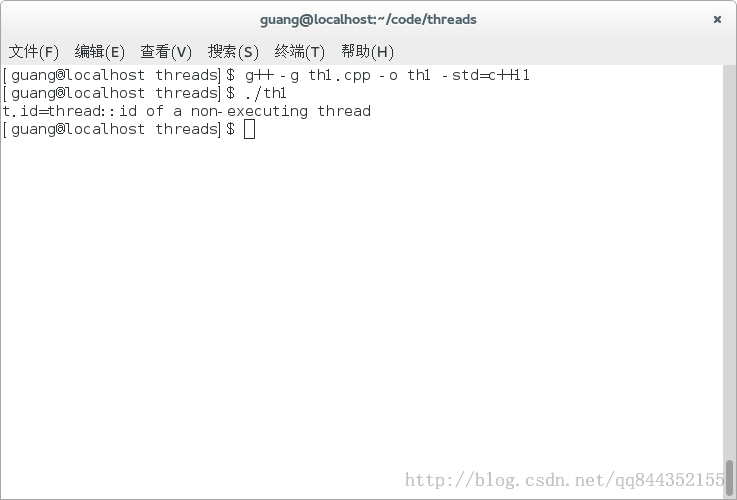 guang@localhost:~/code/threads
文件(F) 编辑(E) 查看(V) 搜索(S) 终端(T) 帮助(H)
[guang@localhost threads]$ g++ -g th1.cpp -o th1 -std=c++11
[guang@localhost threads]$ ./th1
t.id=thread::id of a non-executing thread
[guang@localhost threads]$
http://blog.csdn.net/qq844352155